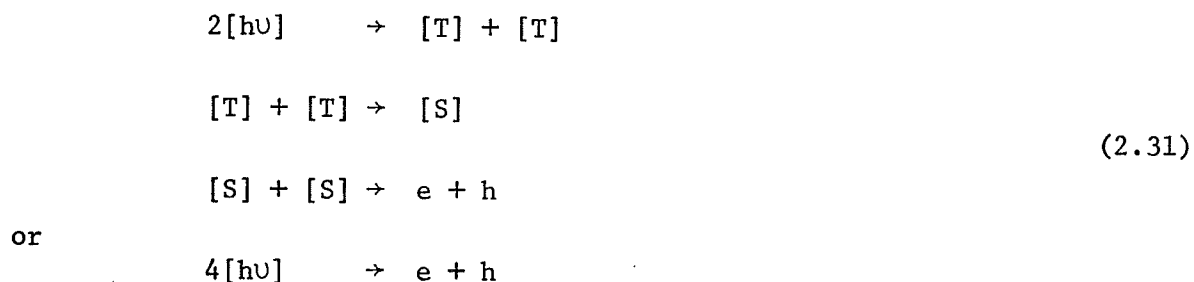 2[hυ] → [T] + [T]
[T] + [T] → [S]
(2.31)
[S] + [S] → e + h
or
4[hυ] → e + h